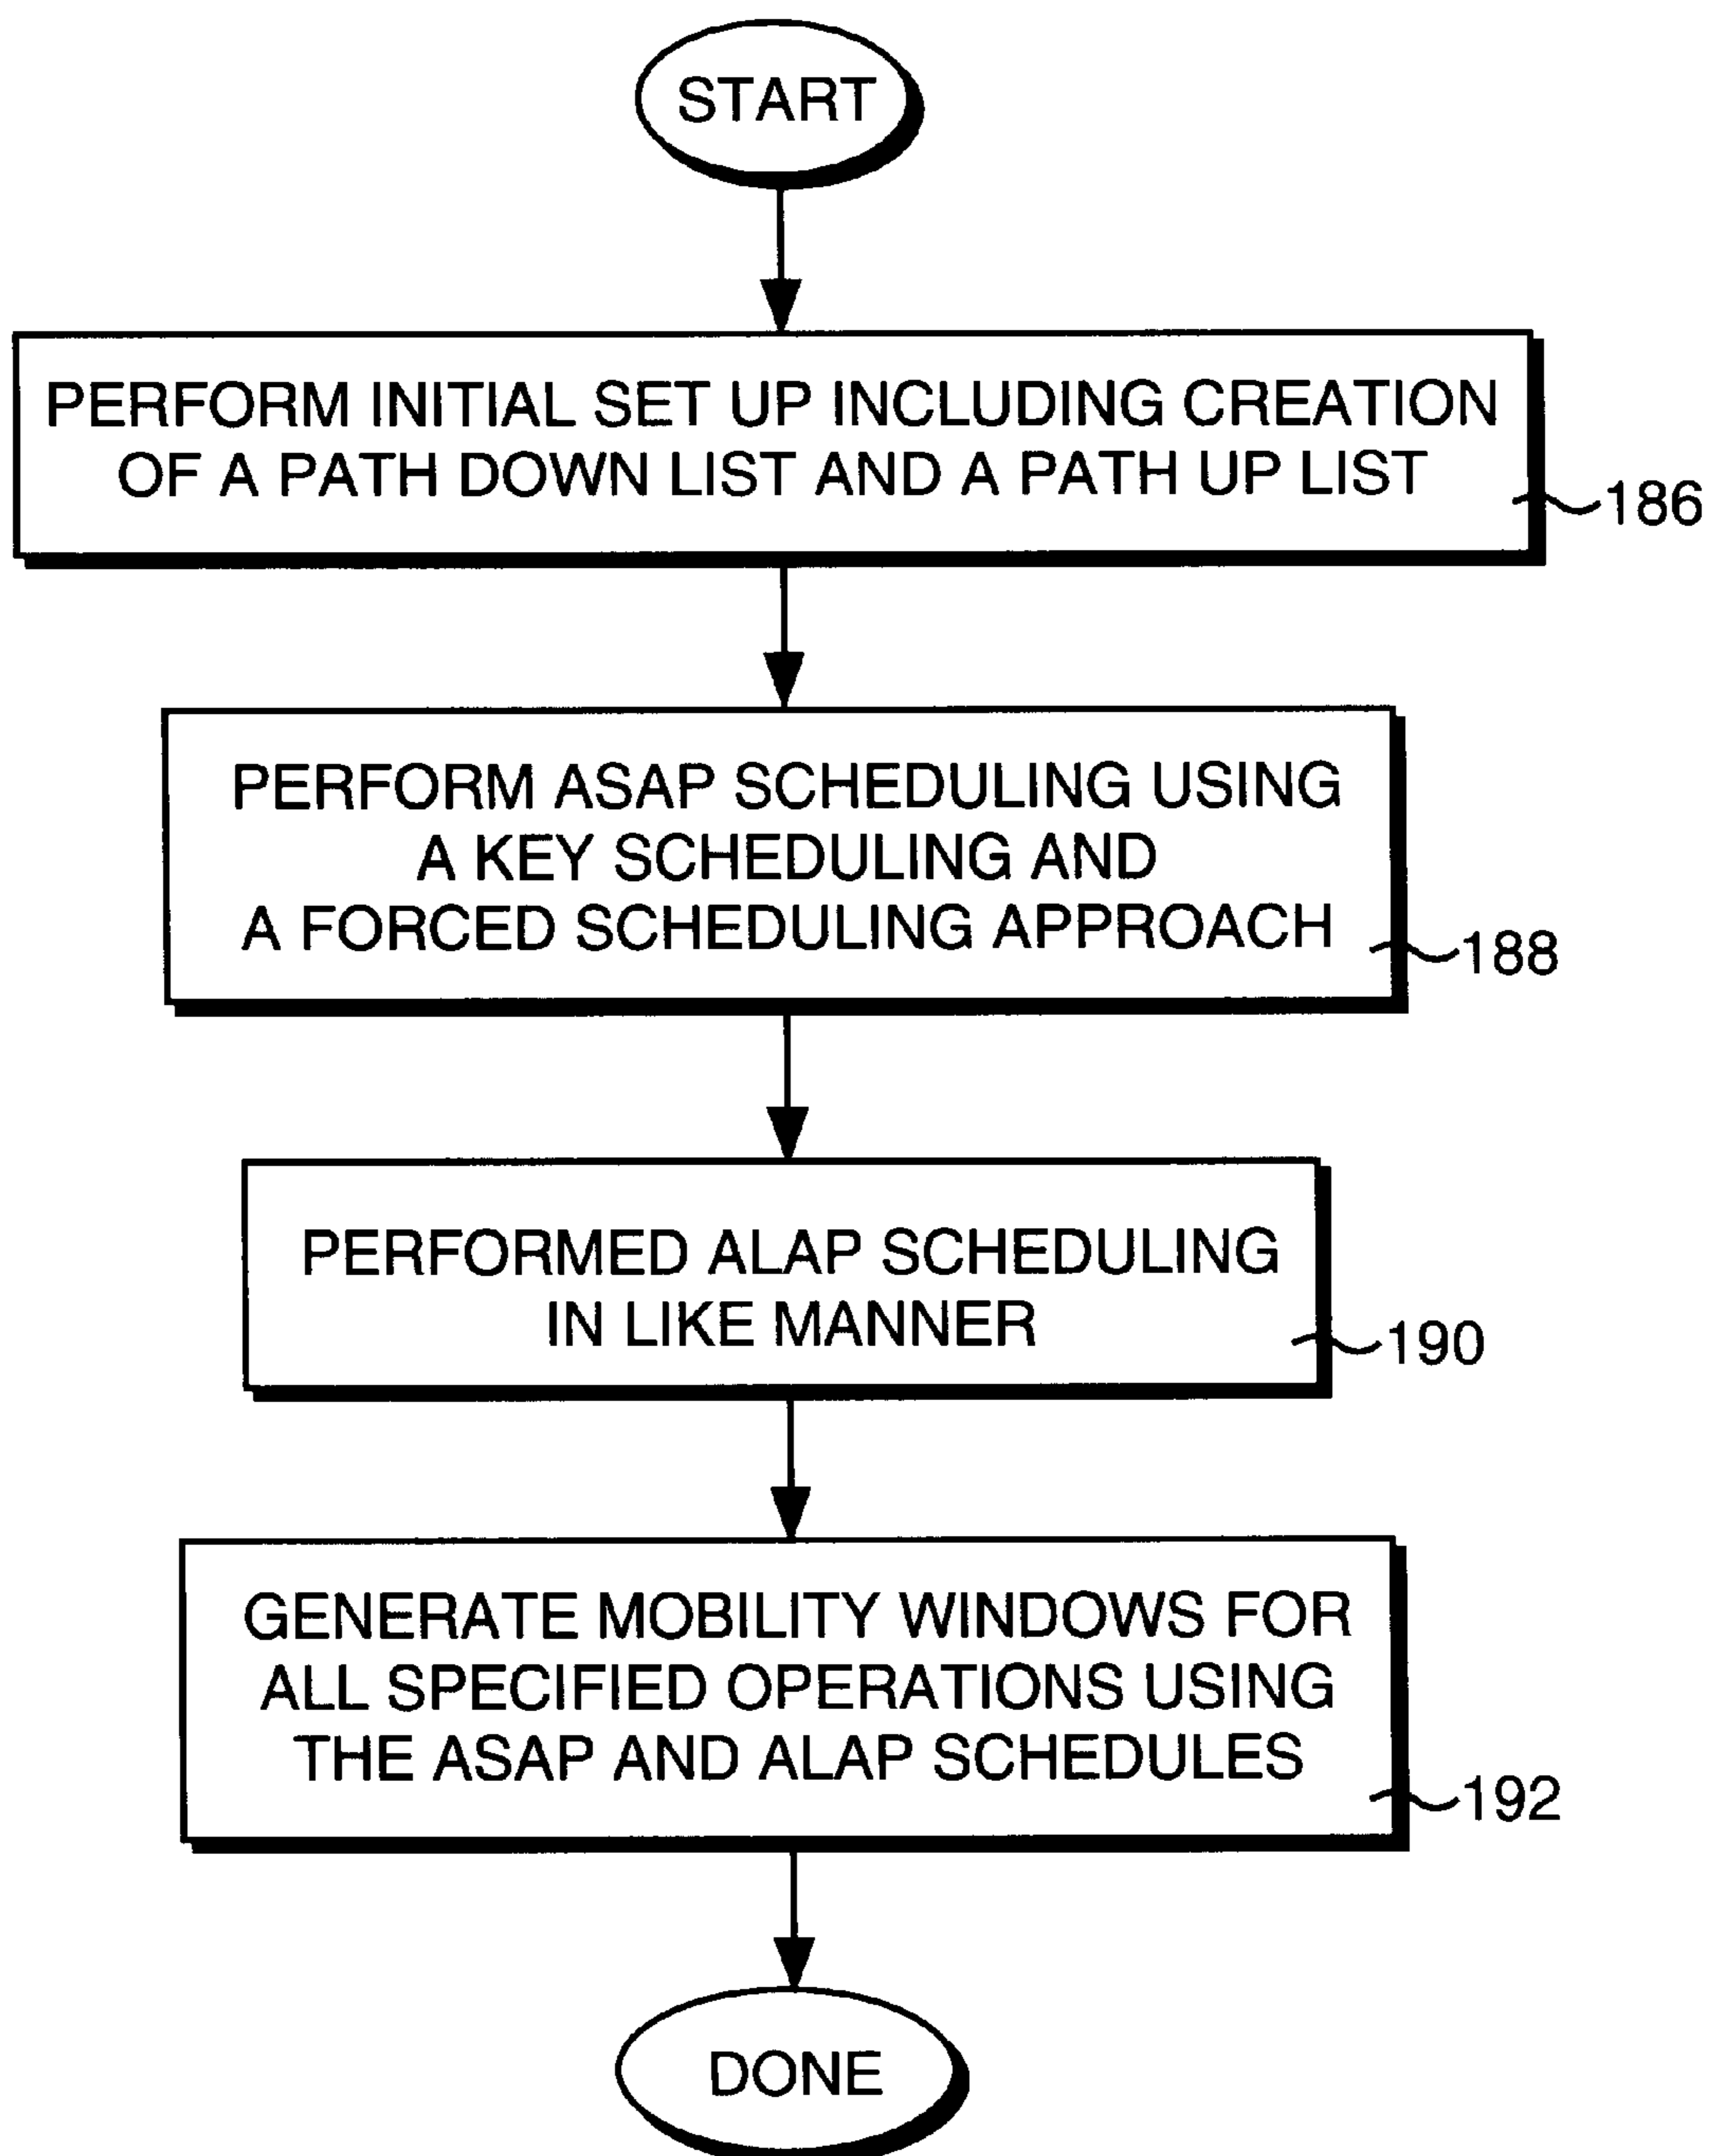 START
PERFORM INITIAL SET UP INCLUDING CREATION
OF A PATH DOWN LIST AND A PATH UP LIST
186
PERFORM ASAP SCHEDULING USING
A KEY SCHEDULING AND
A FORCED SCHEDULING APPROACH
188
PERFORMED ALAP SCHEDULING
IN LIKE MANNER
190
GENERATE MOBILITY WINDOWS FOR
ALL SPECIFIED OPERATIONS USING
THE ASAP AND ALAP SCHEDULES
192
DONE